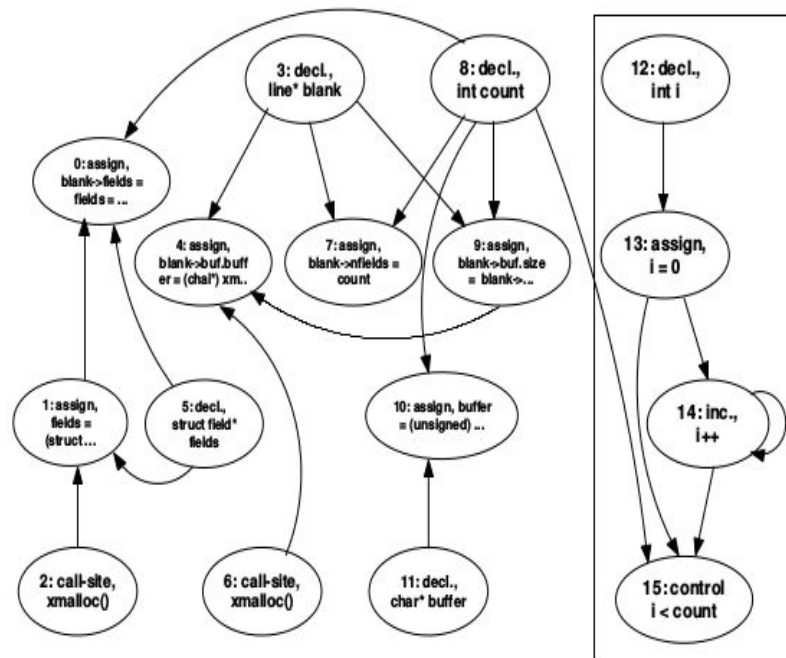 3: decl.,
line* blank
8: decl.,
int count
12: decl.,
int i
0: assign,
blank->fields =
fields = ...
4: assign,
blank->buf.buff
er = (chal*) xm..
7: assign,
blank->nfields =
count
9: assign,
blank->buf.size
= blank->...
13: assign,
i = 0
1: assign,
fields =
(struct ...
5: decl.,
struct field*
fields
10: assign, buffer
= (unsigned) ...
14: inc.,
i++
2: call-site,
xmalloc()
6: call-site,
xmalloc()
11: decl.,
char* buffer
15: control
i < count